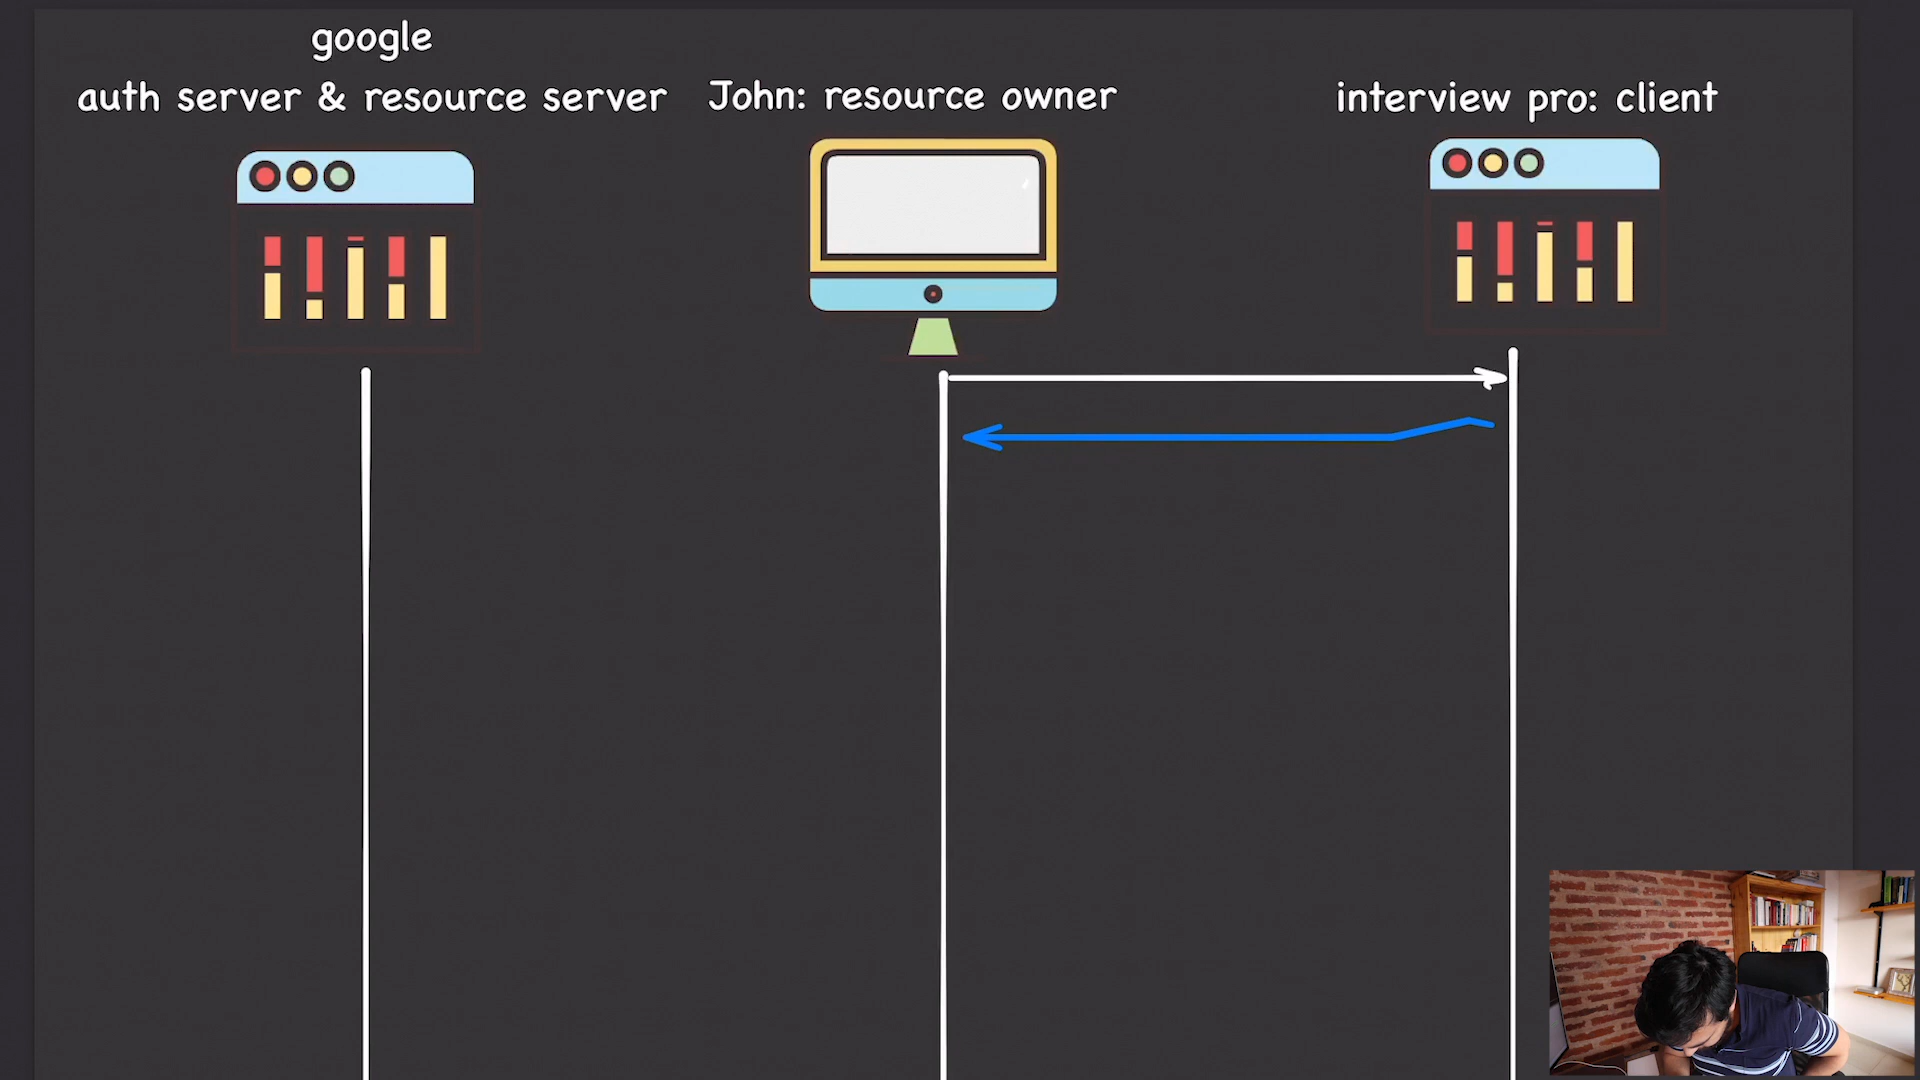 google
auth server & resource server
John: resource owner
interview pro: client